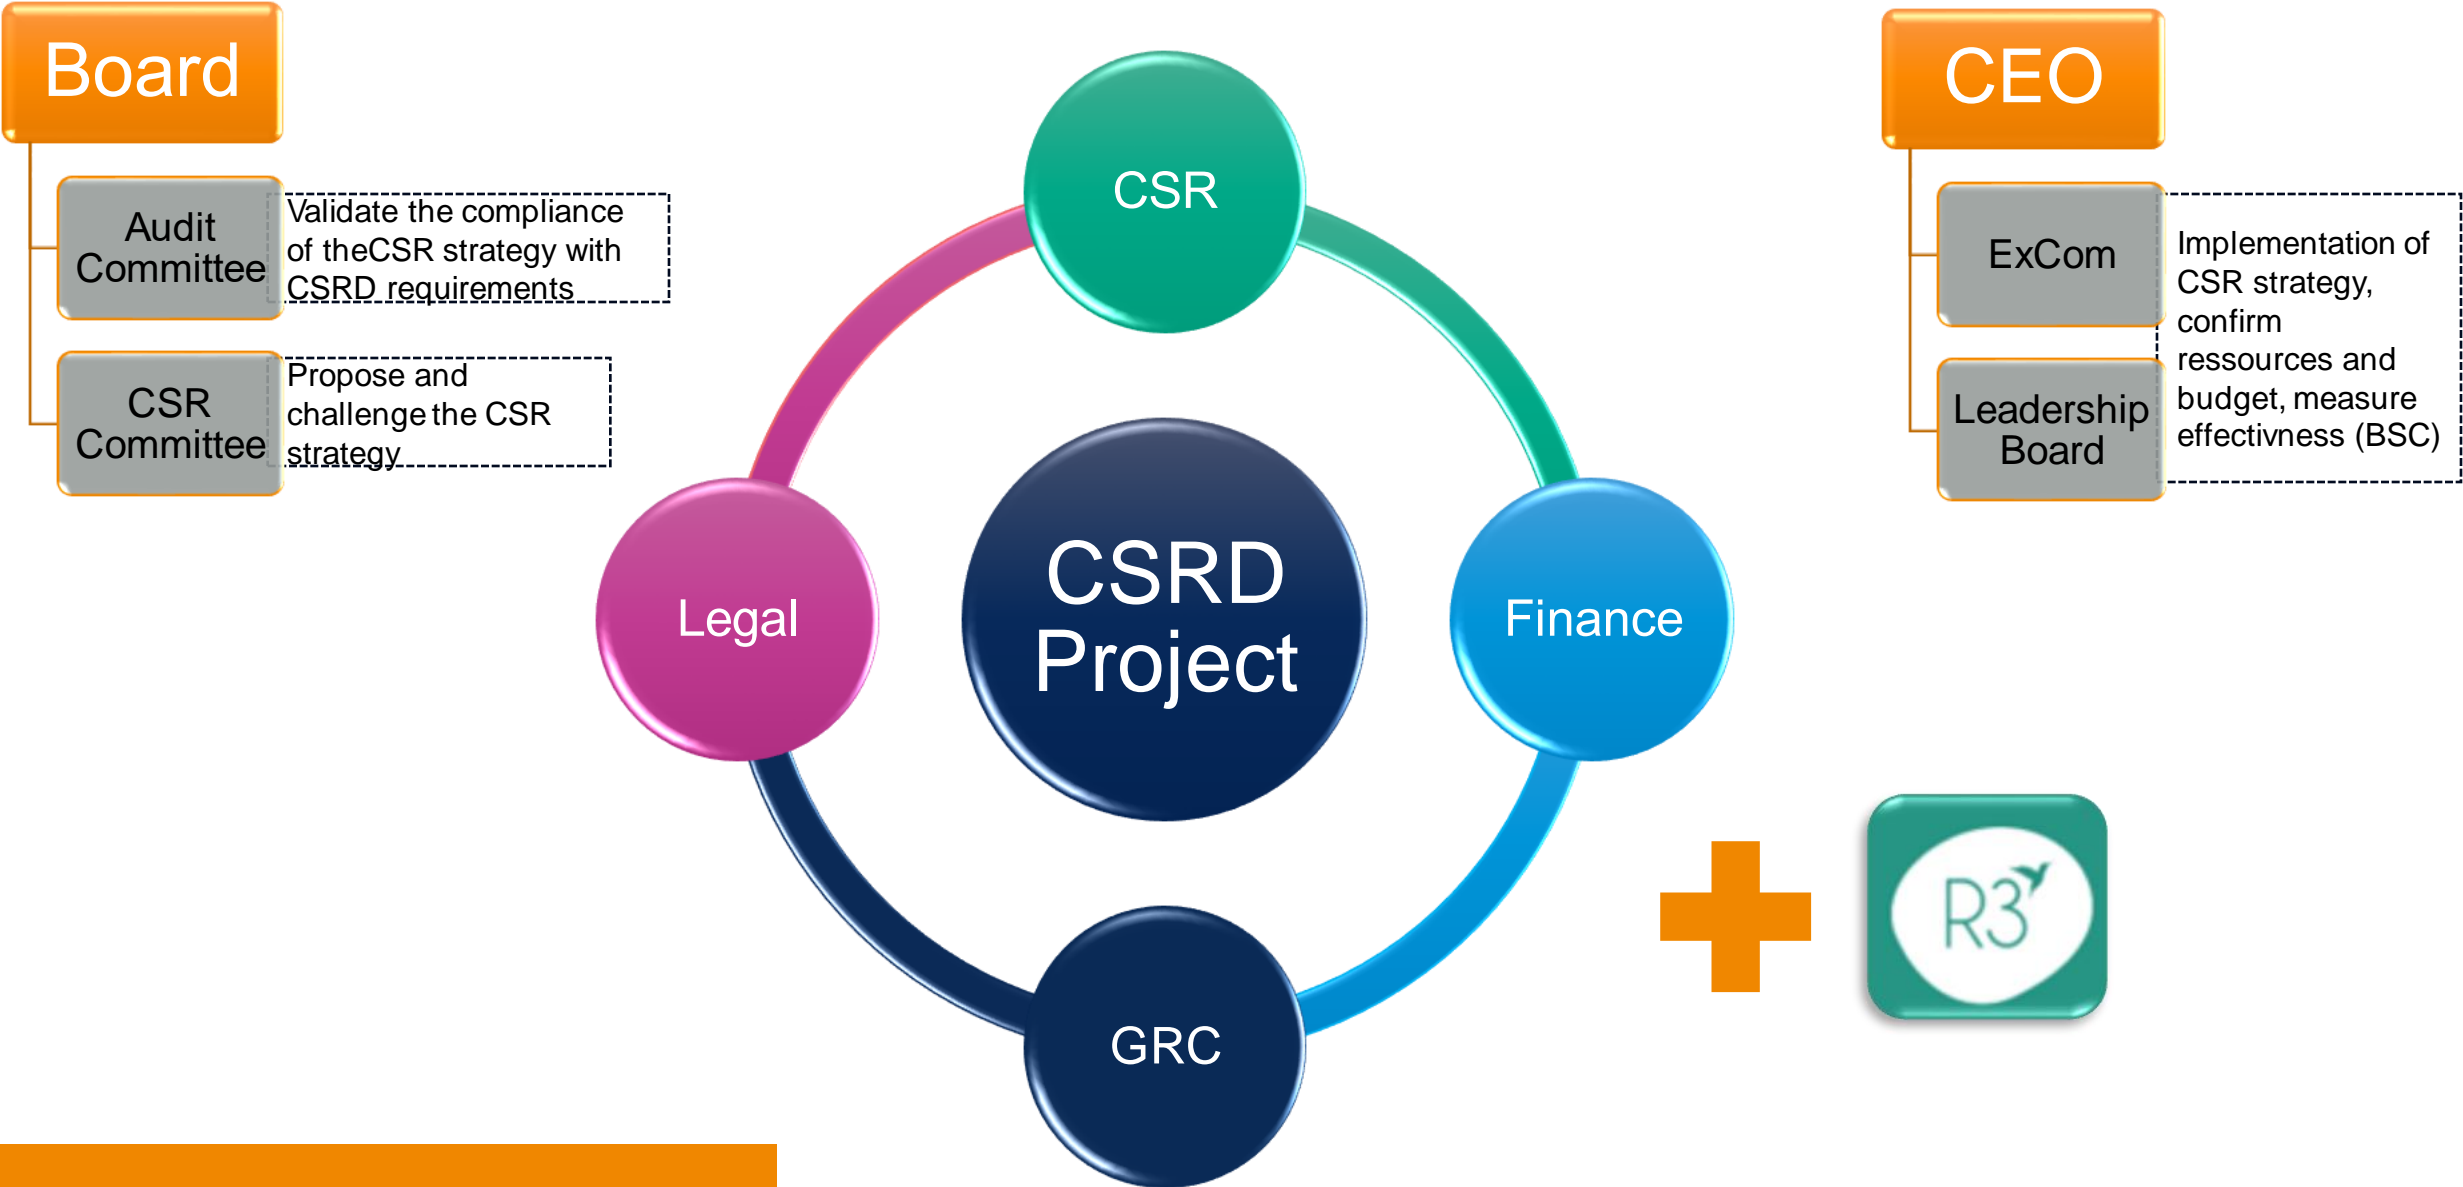 Board
Audit
Committee
Validate the compliance
of theCSR strategy with
CSRD requirements
CSR
Committee
Propose and
challenge the CSR
strategy
CSR
Legal
CSRD
Project
Finance
GRC
CEO
ExCom
Leadership
Board
Implementation of
CSR strategy,
confirm
ressources and
budget, measure
effectivness (BSC)
R3